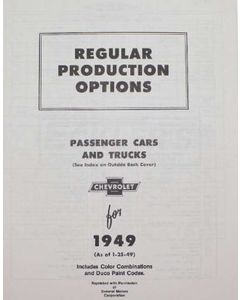 REGULAR
PRODUCTION
OPTIONS
PASSENGER CARS
AND TRUCKS
(See Index on Outside Back Cover)
CHEVROLET
for
1949
(As of 1-25-49)
Includes Color Combinations
and Duco Paint Codes.
Reprinted with Permission
of
General Motors
Corporation